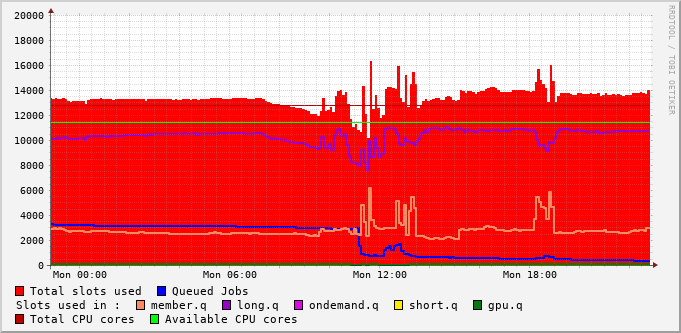 20000
18000
16000
14000
12000
10000
8000
6000
4000
2000
0
Mon 00:00 Mon 06:00 Mon 12:00 Mon 18:00
RRDTOOL / TOBI OETIKER
Total slots used Queued Jobs
Slots used in : member.q long.q ondemand.q short.q gpu.q
Total CPU cores Available CPU cores